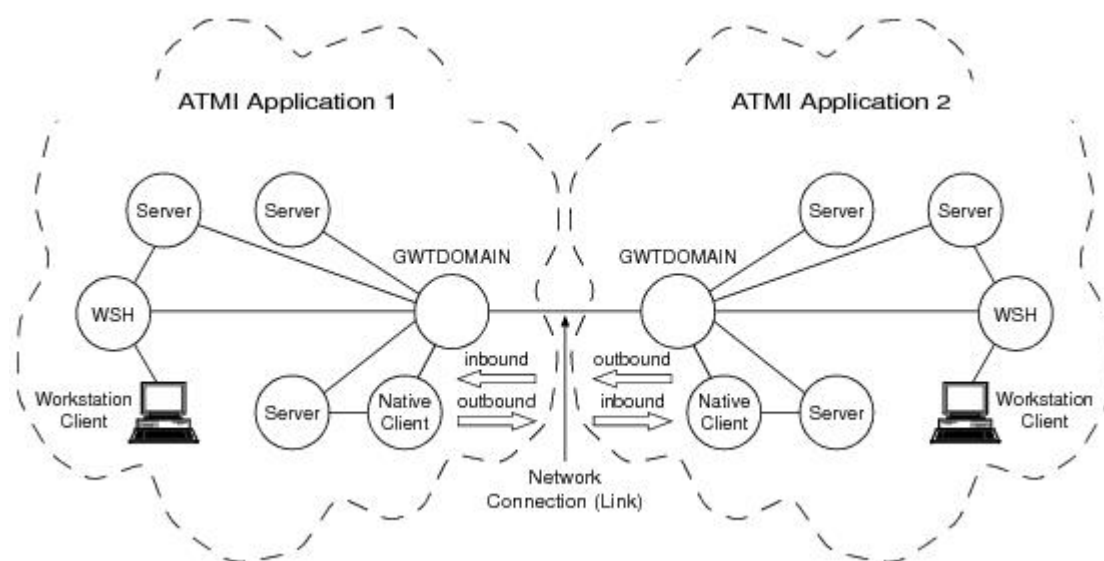 ATMI Application 1
ATMI Application 2
Server
Server
Server
Server
GWTDOMAIN
GWTDOMAIN
WSH
WSH
inbound
outbound
outbound
inbound
Workstation
Client
Server
Native
Client
Native
Client
Server
Workstation
Client
Network
Connection (Link)